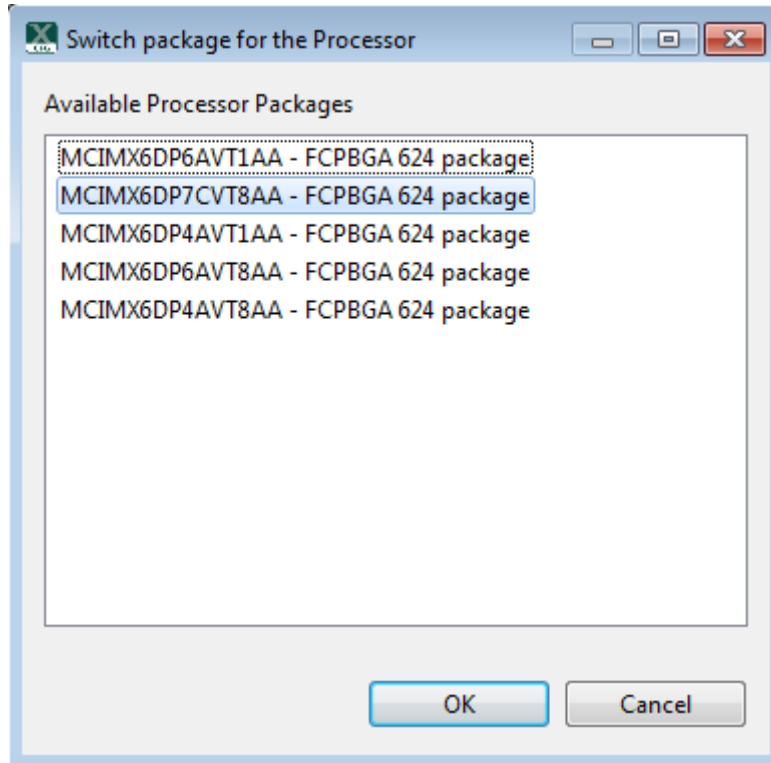 Switch package for the Processor
Available Processor Packages
MCIMX6DP6AVT1AA - FCPBGA 624 package
MCIMX6DP7CVT8AA - FCPBGA 624 package
MCIMX6DP4AVT1AA - FCPBGA 624 package
MCIMX6DP6AVT8AA - FCPBGA 624 package
MCIMX6DP4AVT8AA - FCPBGA 624 package
OK Cancel